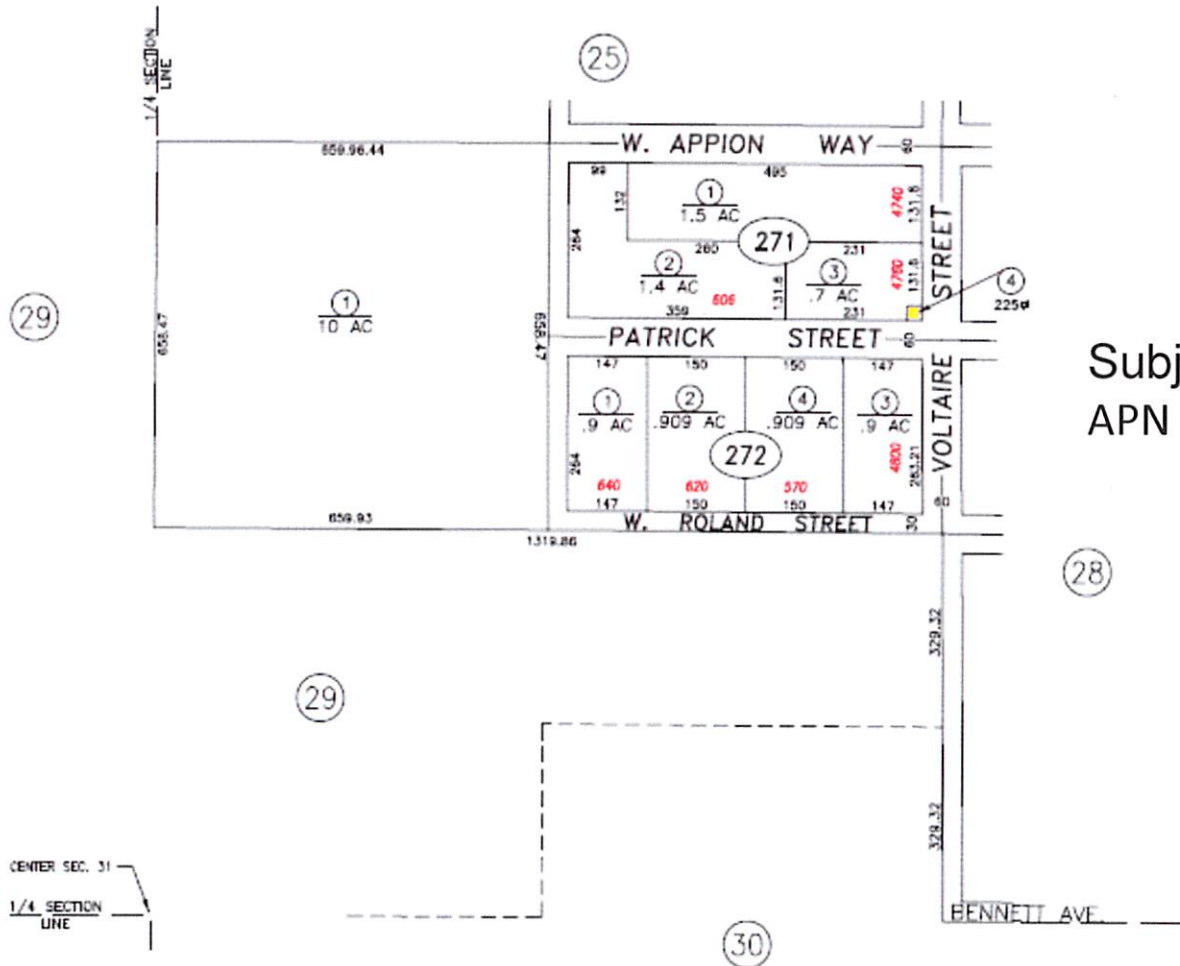 1/4 SECTION
LINE
25
659.96.44
W. APPION WAY
60
99
495
132
1
1.5 AC
4740
131.6
STREET
264
271
260
231
2
1.4 AC
606
131.6
3
.7 AC
4760
131.6
4
225⌀
359
231
29
1
10 AC
658.47
658.47
PATRICK STREET
60
Subj
APN
147
150
150
147
1
.9 AC
2
.909 AC
4
.909 AC
3
.9 AC
VOLTAIRE
264
272
4800
263.21
640
620
570
147
150
150
147
60
659.93
W. ROLAND STREET
30
1319.86
28
329.32
29
329.32
CENTER SEC. 31
1/4 SECTION
LINE
BENNETT AVE.
30